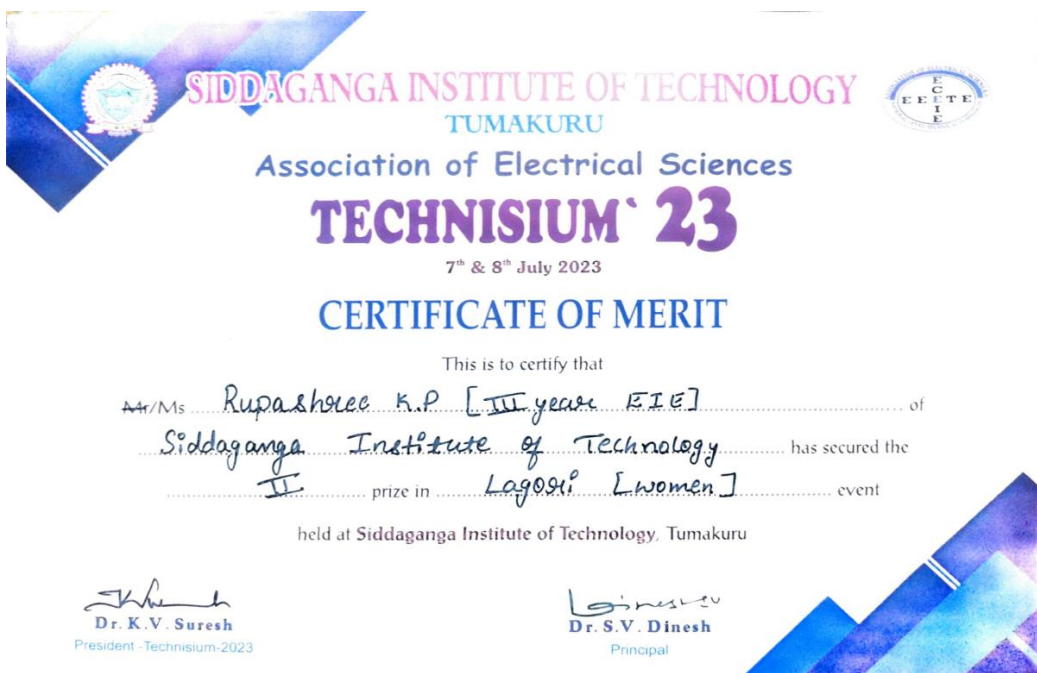 SIDDAGANGA INSTITUTE OF TECHNOLOGY
TUMAKURU
EEETE
ECEIE
Association of Electrical Sciences
TECHNISIUM` 23
7th & 8th July 2023
CERTIFICATE OF MERIT
This is to certify that
Mr/Ms Rupashree K.P [III year EIE] of
Siddaganga Institute of Technology has secured the
II prize in Lagori [women] event
held at Siddaganga Institute of Technology, Tumakuru
Dr. K.V. Suresh
President -Technisium-2023
Dr. S.V. Dinesh
Principal